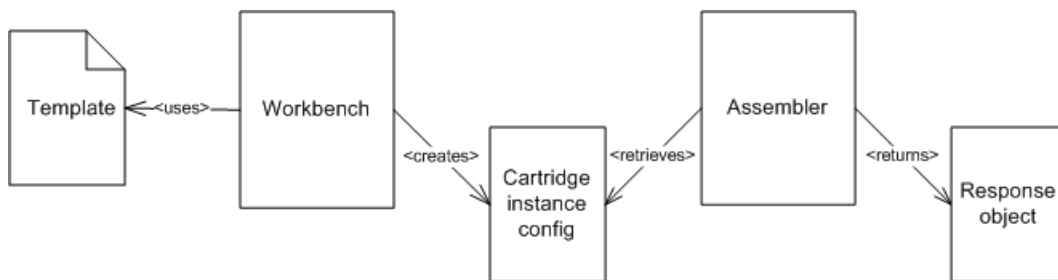 Template
<uses>
Workbench
<creates>
Cartridge
instance
config
<retrieves>
Assembler
<returns>
Response
object